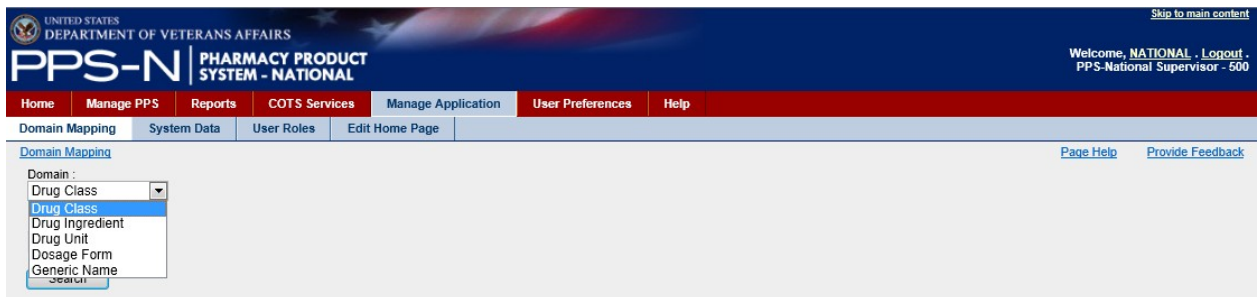 Skip to main content
UNITED STATES
DEPARTMENT OF VETERANS AFFAIRS
PPS-N PHARMACY PRODUCT
SYSTEM - NATIONAL
Welcome, NATIONAL . Logout .
PPS-National Supervisor - 500
Home Manage PPS Reports COTS Services Manage Application User Preferences Help
Domain Mapping System Data User Roles Edit Home Page
Domain Mapping Page Help Provide Feedback
Domain :
Drug Class
Drug Class
Drug Ingredient
Drug Unit
Dosage Form
Generic Name
Search